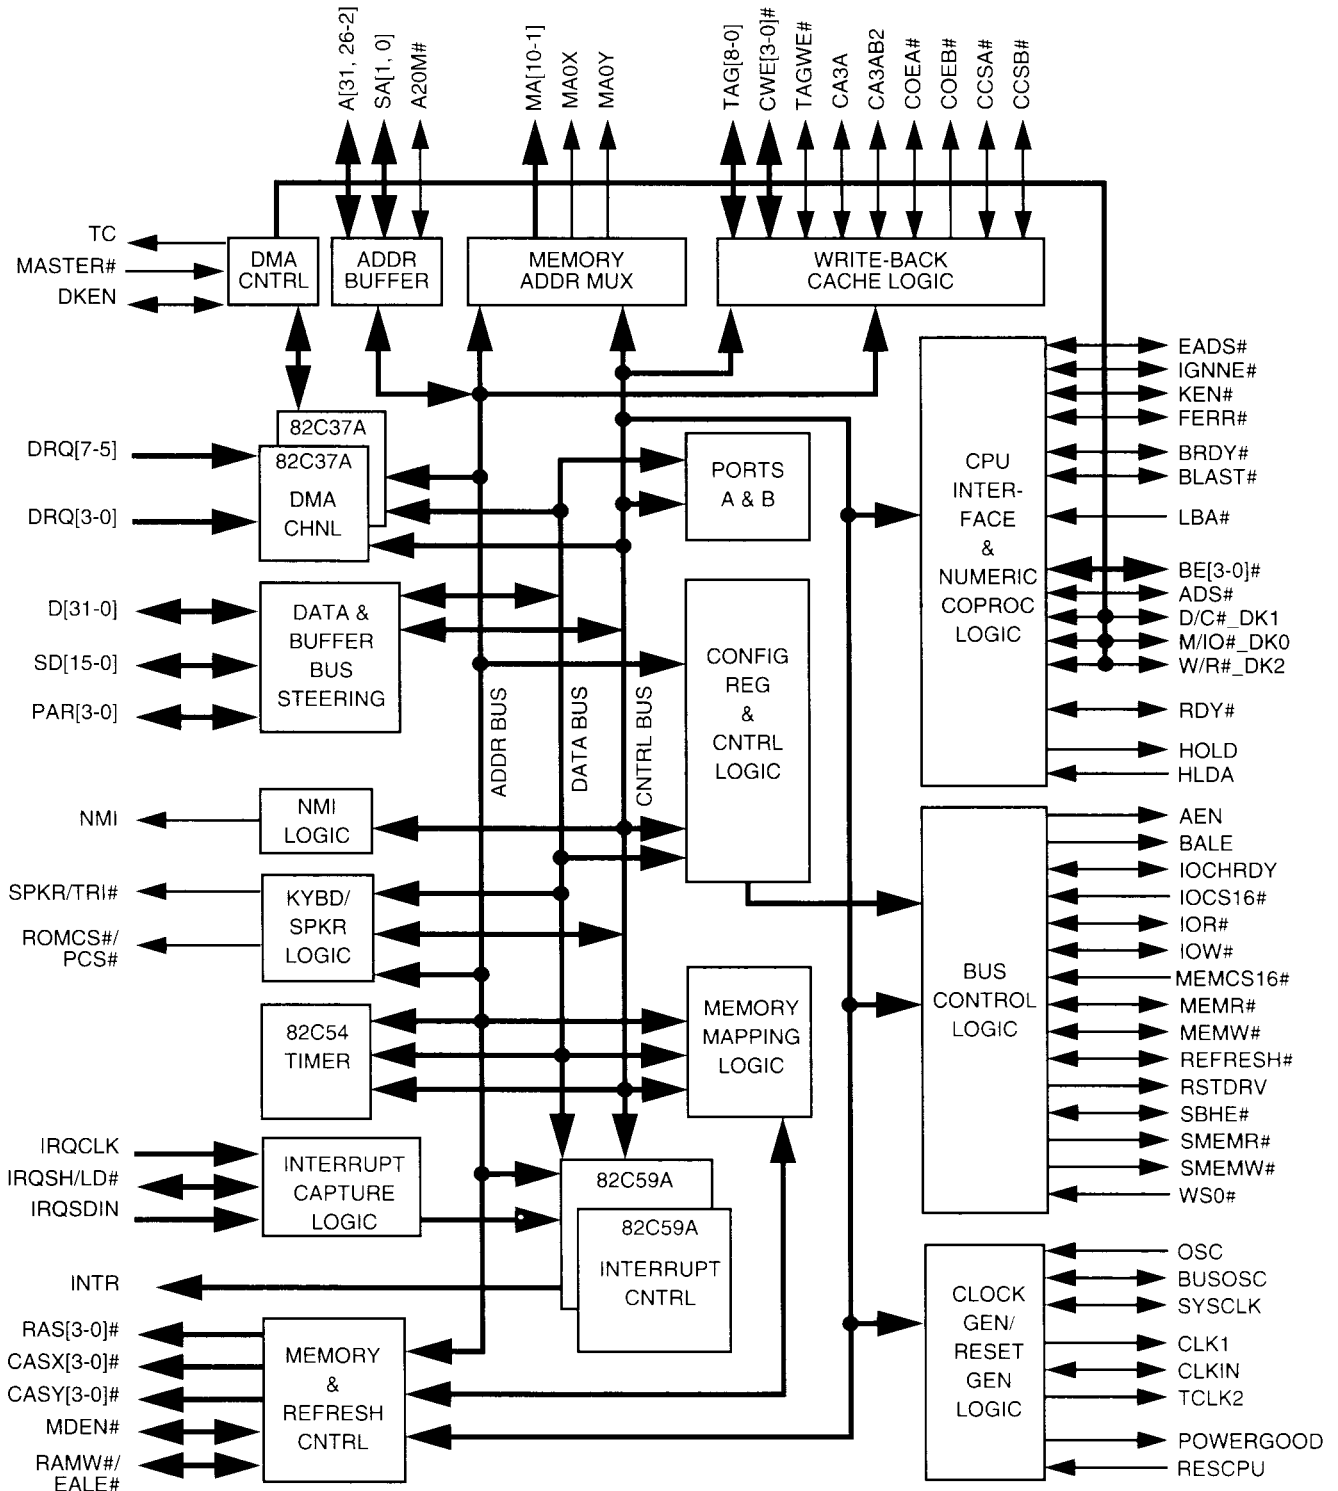 A[31, 26-2]
SA[1, 0]
A20M#
MA[10-1]
MA0X
MA0Y
TAG[8-0]
CWE[3-0]#
TAGWE#
CA3A
CA3AB2
COEA#
COEB#
CCSA#
CCSB#
TC
MASTER#
DKEN
DMA
CNTRL
ADDR
BUFFER
MEMORY
ADDR MUX
WRITE-BACK
CACHE LOGIC
DRQ[7-5]
DRQ[3-0]
82C37A
82C37A
DMA
CHNL
PORTS
A & B
CPU
INTER-
FACE
&
NUMERIC
COPROC
LOGIC
EADS#
IGNNE#
KEN#
FERR#
BRDY#
BLAST#
LBA#
BE[3-0]#
ADS#
D/C#_DK1
M/IO#_DK0
W/R#_DK2
RDY#
HOLD
HLDA
D[31-0]
SD[15-0]
PAR[3-0]
DATA &
BUFFER
BUS
STEERING
ADDR BUS
DATA BUS
CNTRL BUS
CONFIG
REG
&
CNTRL
LOGIC
NMI
NMI
LOGIC
SPKR/TRI#
ROMCS#/
PCS#
KYBD/
SPKR
LOGIC
82C54
TIMER
MEMORY
MAPPING
LOGIC
BUS
CONTROL
LOGIC
AEN
BALE
IOCHRDY
IOCS16#
IOR#
IOW#
MEMCS16#
MEMR#
MEMW#
REFRESH#
RSTDRV
SBHE#
SMEMR#
SMEMW#
WS0#
IRQCLK
IRQSH/LD#
IRQSDIN
INTERRUPT
CAPTURE
LOGIC
82C59A
82C59A
INTERRUPT
CNTRL
INTR
RAS[3-0]#
CASX[3-0]#
CASY[3-0]#
MDEN#
RAMW#/
EALE#
MEMORY
&
REFRESH
CNTRL
CLOCK
GEN/
RESET
GEN
LOGIC
OSC
BUSOSC
SYSCLK
CLK1
CLKIN
TCLK2
POWERGOOD
RESCPU